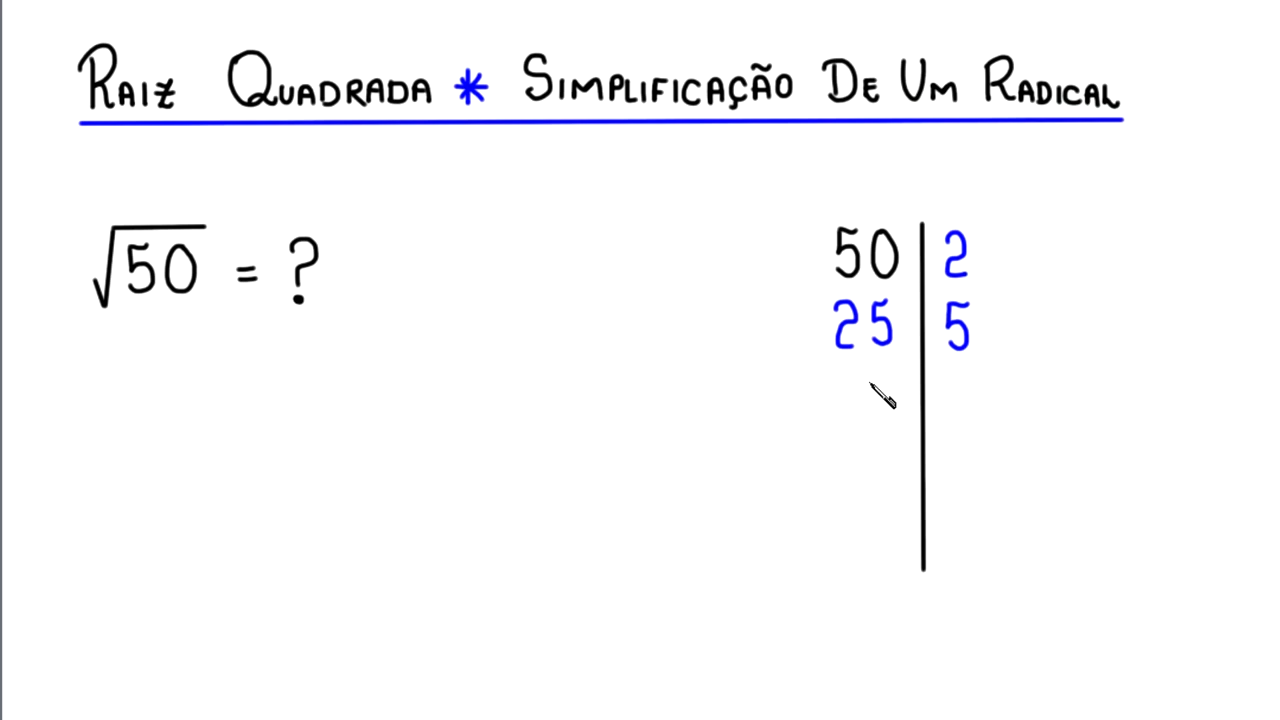 Raiz Quadrada * Simplificação De Um Radical
√50 = ?
50 | 2
25 | 5